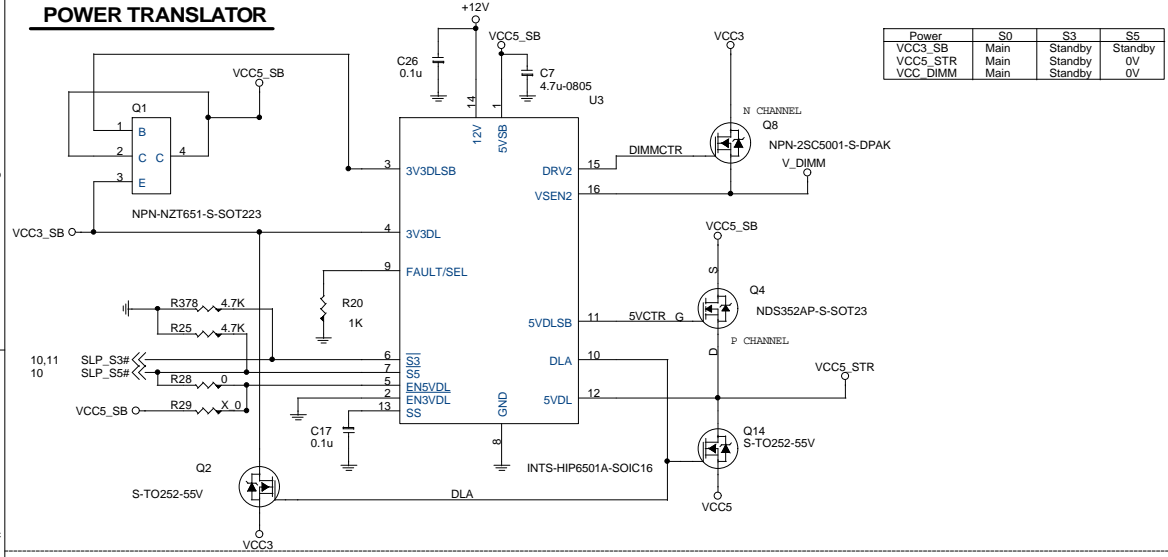 POWER TRANSLATOR
+12V
VCC5_SB
VCC3
C26
0.1u
C7
4.7u-0805
U3
Power S0 S3 S5
VCC3_SB Main Standby Standby
VCC5_STR Main Standby 0V
VCC_DIMM Main Standby 0V
VCC5_SB
Q1
1 B
2 C C 4
3 E
NPN-NZT651-S-SOT223
VCC3_SB
14
1
12V
5VSB
3 3V3DLSB
4 3V3DL
9 FAULT/SEL
DRV2 15 DIMMCTR
VSEN2 16
N CHANNEL
Q8
NPN-2SC5001-S-DPAK
V_DIMM
VCC5_SB
S
Q4
NDS352AP-S-SOT23
5VDLSB 11 5VCTR G
P CHANNEL
D
DLA 10
5VDL 12
VCC5_STR
R20
1K
R378 4.7K
R25 4.7K
10,11 SLP_S3#
10 SLP_S5#
R28 0
VCC5_SB R29 X_0
6 S3
7 S5
5 EN5VDL
2 EN3VDL
13 SS
GND
8
C17
0.1u
INTS-HIP6501A-SOIC16
Q14
S-TO252-55V
VCC5
Q2
S-TO252-55V
DLA
VCC3